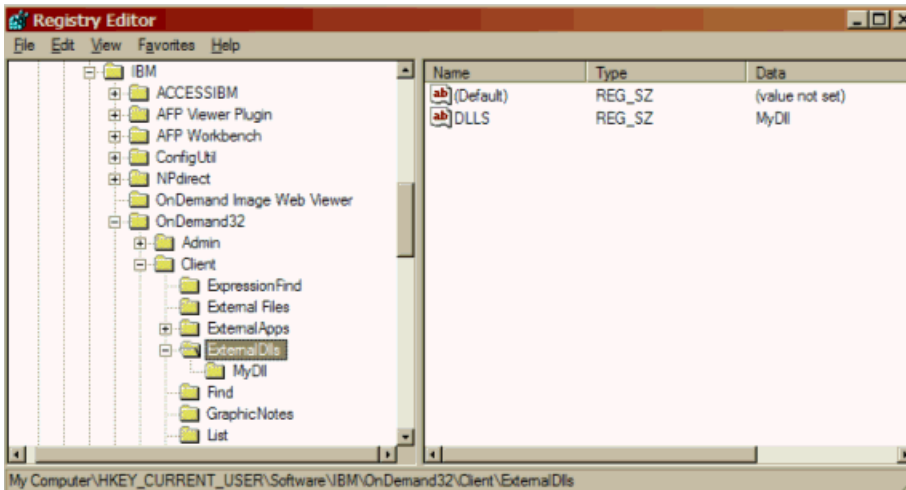 Registry Editor
File Edit View Favorites Help
IBM
ACCESSIBM
AFP Viewer Plugin
AFP Workbench
ConfigUtil
NPdirect
OnDemand Image Web Viewer
OnDemand32
Admin
Client
ExpressionFind
External Files
ExternalApps
ExternalDlls
MyDll
Find
GraphicNotes
List
Name Type Data
ab (Default) REG_SZ (value not set)
ab DLLS REG_SZ MyDll
My Computer\HKEY_CURRENT_USER\Software\IBM\OnDemand32\Client\ExternalDlls